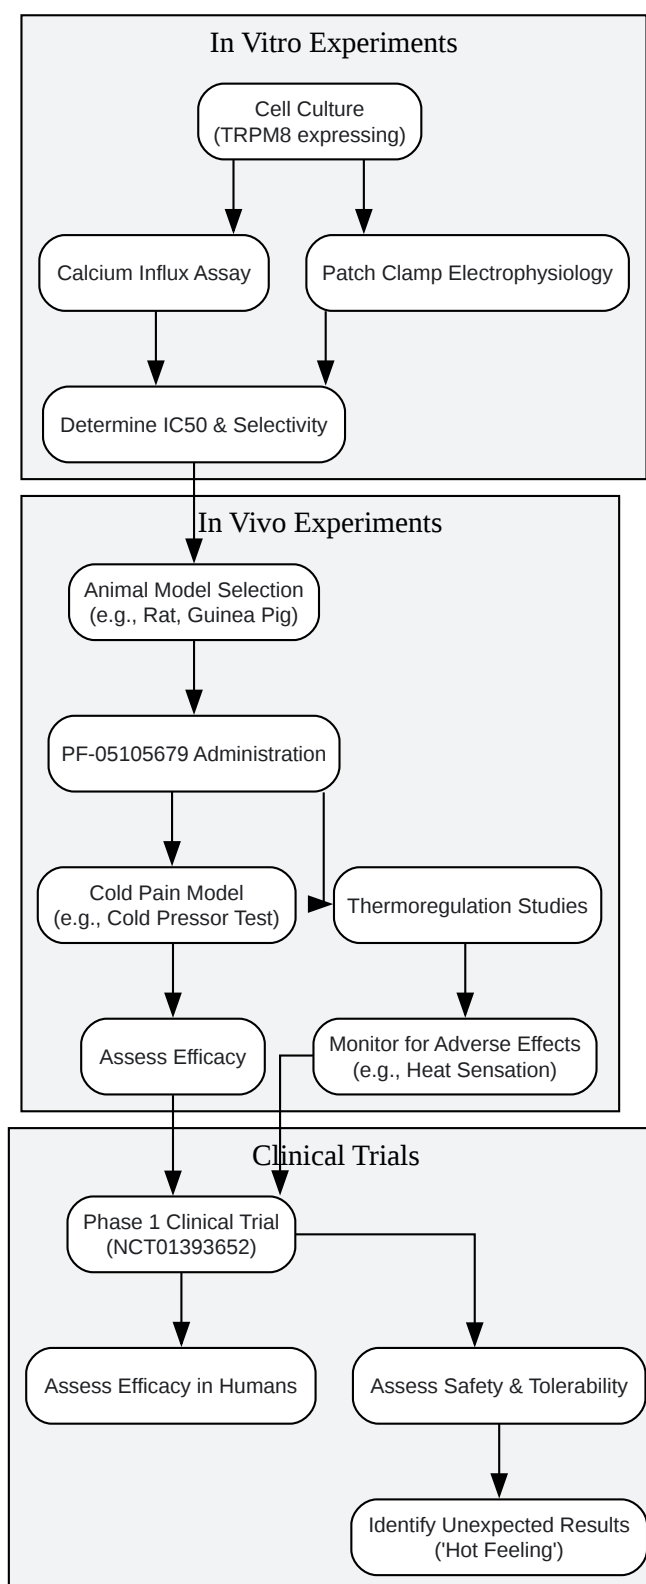 In Vitro Experiments
Cell Culture
(TRPM8 expressing)
Calcium Influx Assay
Patch Clamp Electrophysiology
Determine IC50 & Selectivity
In Vivo Experiments
Animal Model Selection
(e.g., Rat, Guinea Pig)
PF-05105679 Administration
Cold Pain Model
(e.g., Cold Pressor Test)
Thermoregulation Studies
Assess Efficacy
Monitor for Adverse Effects
(e.g., Heat Sensation)
Clinical Trials
Phase 1 Clinical Trial
(NCT01393652)
Assess Efficacy in Humans
Assess Safety & Tolerability
Identify Unexpected Results
('Hot Feeling')